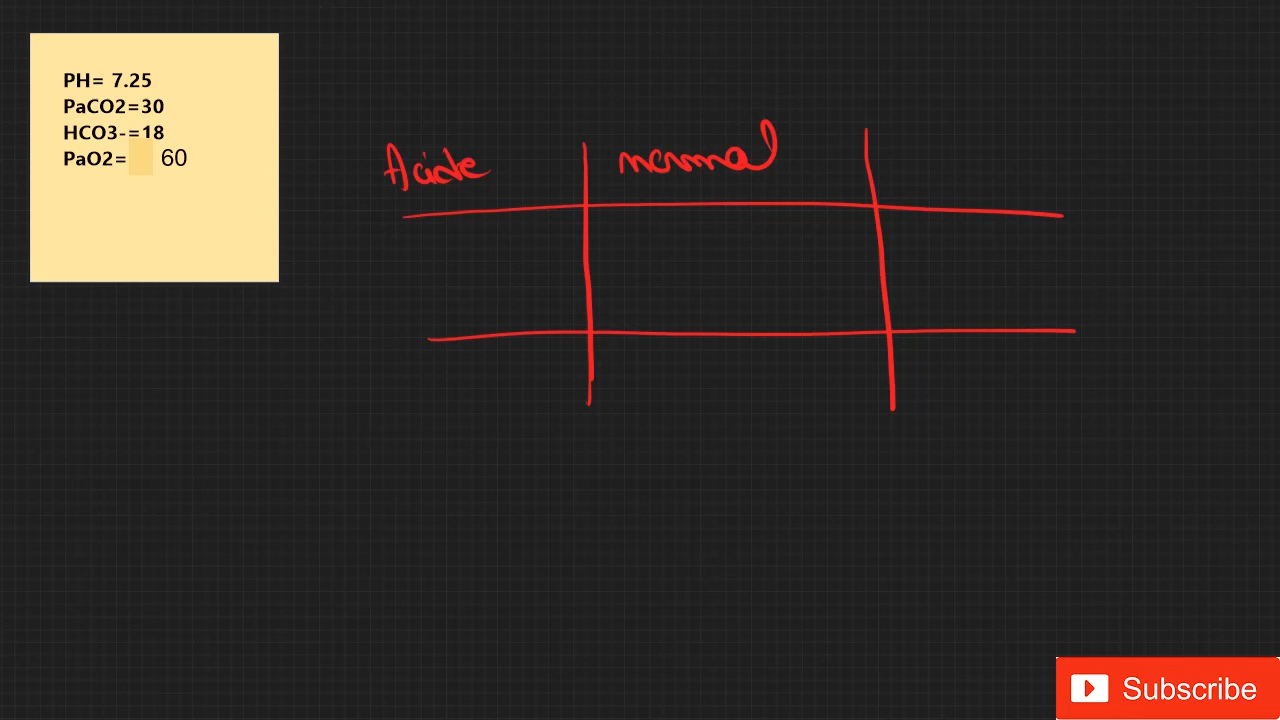 PH= 7.25
PaCO2=30
HCO3-=18
PaO2= 60
Acide normal
Subscribe